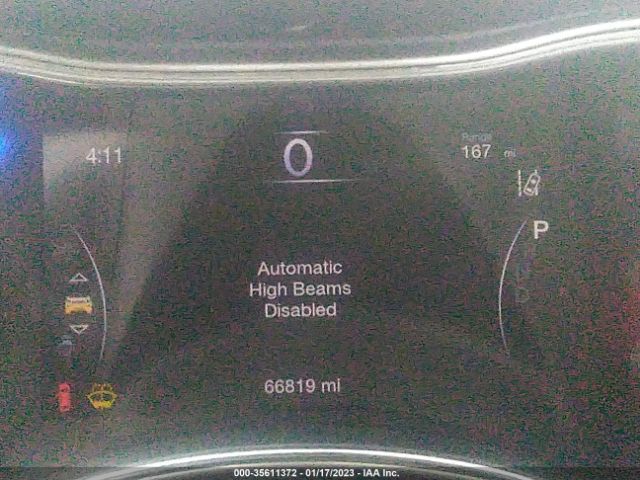 4:11
0
Range
167 mi
P
N
D
Automatic
High Beams
Disabled
66819 mi
000-35611372 - 01/17/2023 - IAA Inc.